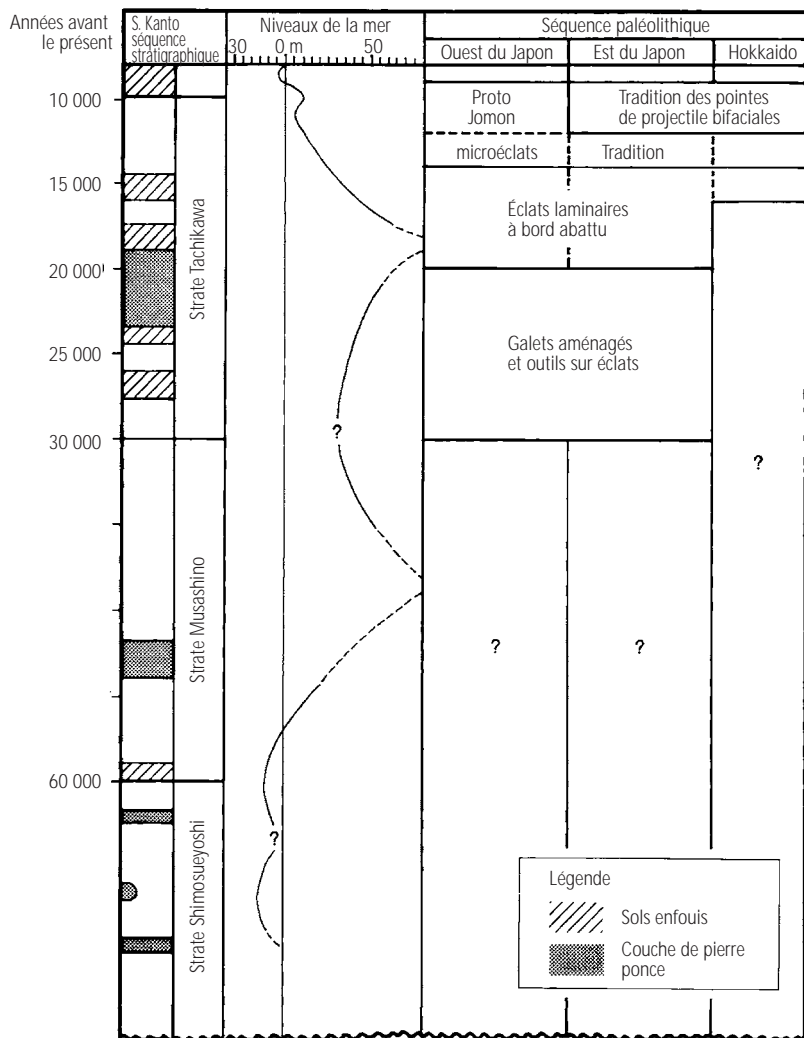 Années avant
le présent
S. Kanto
séquence
stratigraphique
Niveaux de la mer
30 0 m 50
Séquence paléolithique
Ouest du Japon Est du Japon Hokkaido
10 000
15 000
20 000
25 000
30 000
60 000
Strate Tachikawa
Strate Musashino
Strate Shimosueyoshi
?
?
Proto
Jomon
Tradition des pointes
de projectile bifaciales
microéclats Tradition
Éclats laminaires
à bord abattu
Galets aménagés
et outils sur éclats
?
? ?
Légende
Sols enfouis
Couche de pierre
ponce